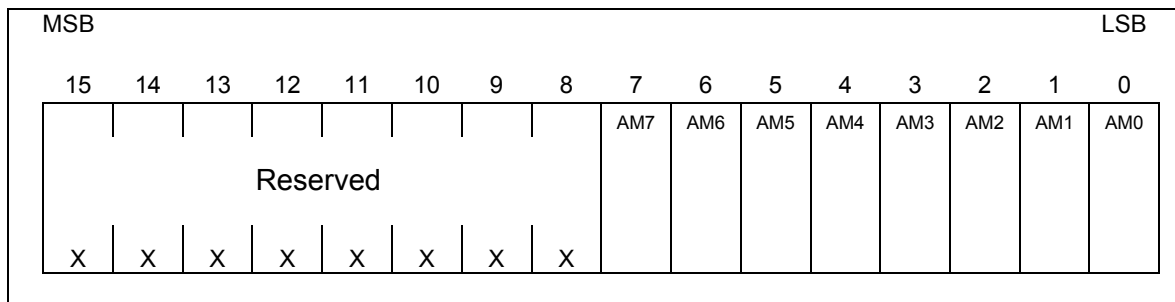 MSB LSB
15 14 13 12 11 10 9 8 7 6 5 4 3 2 1 0
AM7 AM6 AM5 AM4 AM3 AM2 AM1 AM0
Reserved
X X X X X X X X